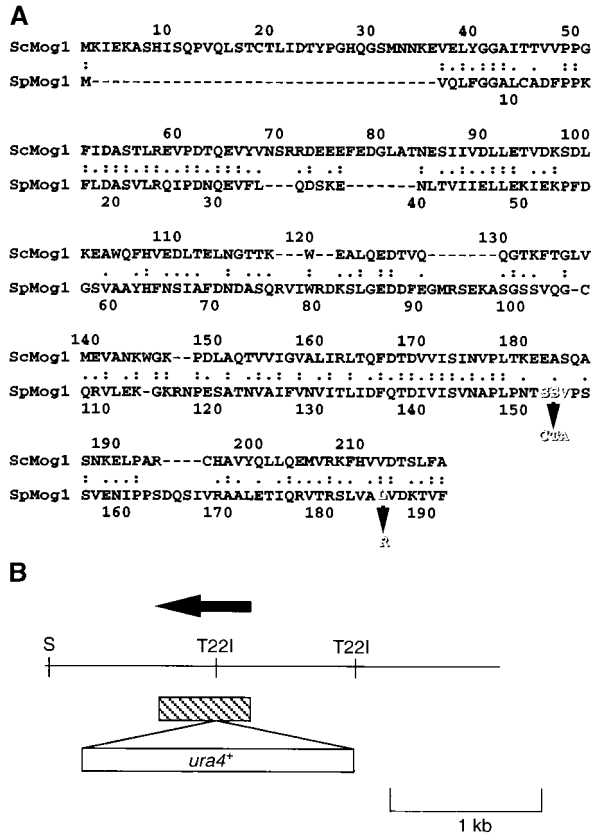 A
10 20 30 40 50
ScMog1 MKIEKASHISQPVQLSTCTLIDTYPGHQGSMNNKEVELYGGAITTVVPPG
: :.:.:::. . .::
SpMog1 M-----------------------------------VQLFGGALCADFPPK
10
60 70 80 90 100
ScMog1 FIDASTLREVPDTQEVYVNSRRDEEEFEDGLATNESIIVDLLETVDKSDL
SpMog1 FLDASVLRQIPDNQEVFL---QDSKE-------NLTVIIELLEKIEKPFD
20 30 40 50
110 120 130
ScMog1 KEAWQFHVEDLTELNGTTK---W--EALQEDTVQ--------QGTKFTGLV
SpMog1 GSVAAYHFNSIAFDNDASQRVIWRDKSLGEDDFEGMRSEKASGSSVQG-C
60 70 80 90 100
140 150 160 170 180
ScMog1 MEVANKWGK--PDLAQTVVIGVALIRLTQFDTDVVISINVPLTKEEASQA
SpMog1 QRVLEK-GKRNPESATNVAIFVNVITLIDFQTDIVISVNAPLPNTSSVPS
110 120 130 140 150
CTA
190 200 210
ScMog1 SNKELPAR----CHAVYQLLQEMVRKFHVVDTSLFA
SpMog1 SVENIPPSDQSIVRAALETIQRVTRSLVALVDKTVF
160 170 180 190
R
B
S T22I T22I
ura4+
1 kb